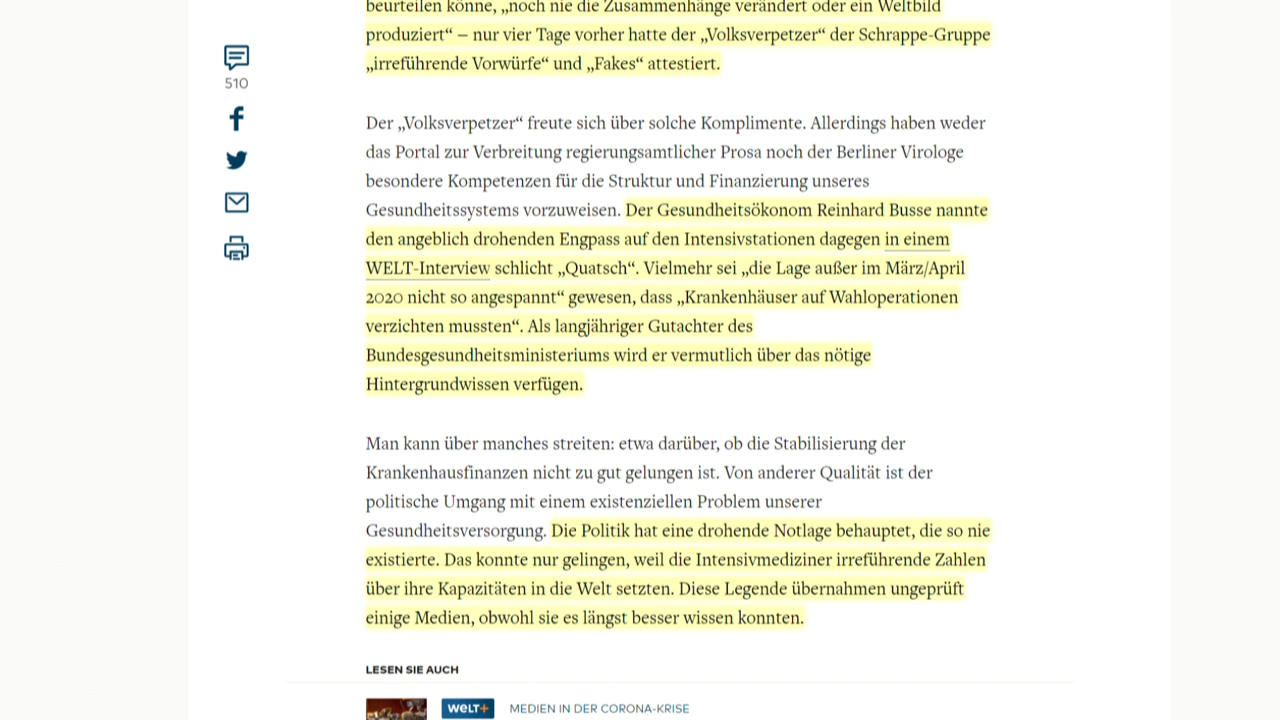 beurteilen könne, „noch nie die Zusammenhänge verändert oder ein Weltbild
produziert“ – nur vier Tage vorher hatte der „Volksverpetzer“ der Schrappe-Gruppe
„irreführende Vorwürfe“ und „Fakes“ attestiert.
510
Der „Volksverpetzer“ freute sich über solche Komplimente. Allerdings haben weder
das Portal zur Verbreitung regierungsamtlicher Prosa noch der Berliner Virologe
besondere Kompetenzen für die Struktur und Finanzierung unseres
Gesundheitssystems vorzuweisen. Der Gesundheitsökonom Reinhard Busse nannte
den angeblich drohenden Engpass auf den Intensivstationen dagegen in einem
WELT-Interview schlicht „Quatsch“. Vielmehr sei „die Lage außer im März/April
2020 nicht so angespannt“ gewesen, dass „Krankenhäuser auf Wahloperationen
verzichten mussten“. Als langjähriger Gutachter des
Bundesgesundheitsministeriums wird er vermutlich über das nötige
Hintergrundwissen verfügen.
Man kann über manches streiten: etwa darüber, ob die Stabilisierung der
Krankenhausfinanzen nicht zu gut gelungen ist. Von anderer Qualität ist der
politische Umgang mit einem existenziellen Problem unserer
Gesundheitsversorgung. Die Politik hat eine drohende Notlage behauptet, die so nie
existierte. Das konnte nur gelingen, weil die Intensivmediziner irreführende Zahlen
über ihre Kapazitäten in die Welt setzten. Diese Legende übernahmen ungeprüft
einige Medien, obwohl sie es längst besser wissen konnten.
LESEN SIE AUCH
WELT+ MEDIEN IN DER CORONA-KRISE